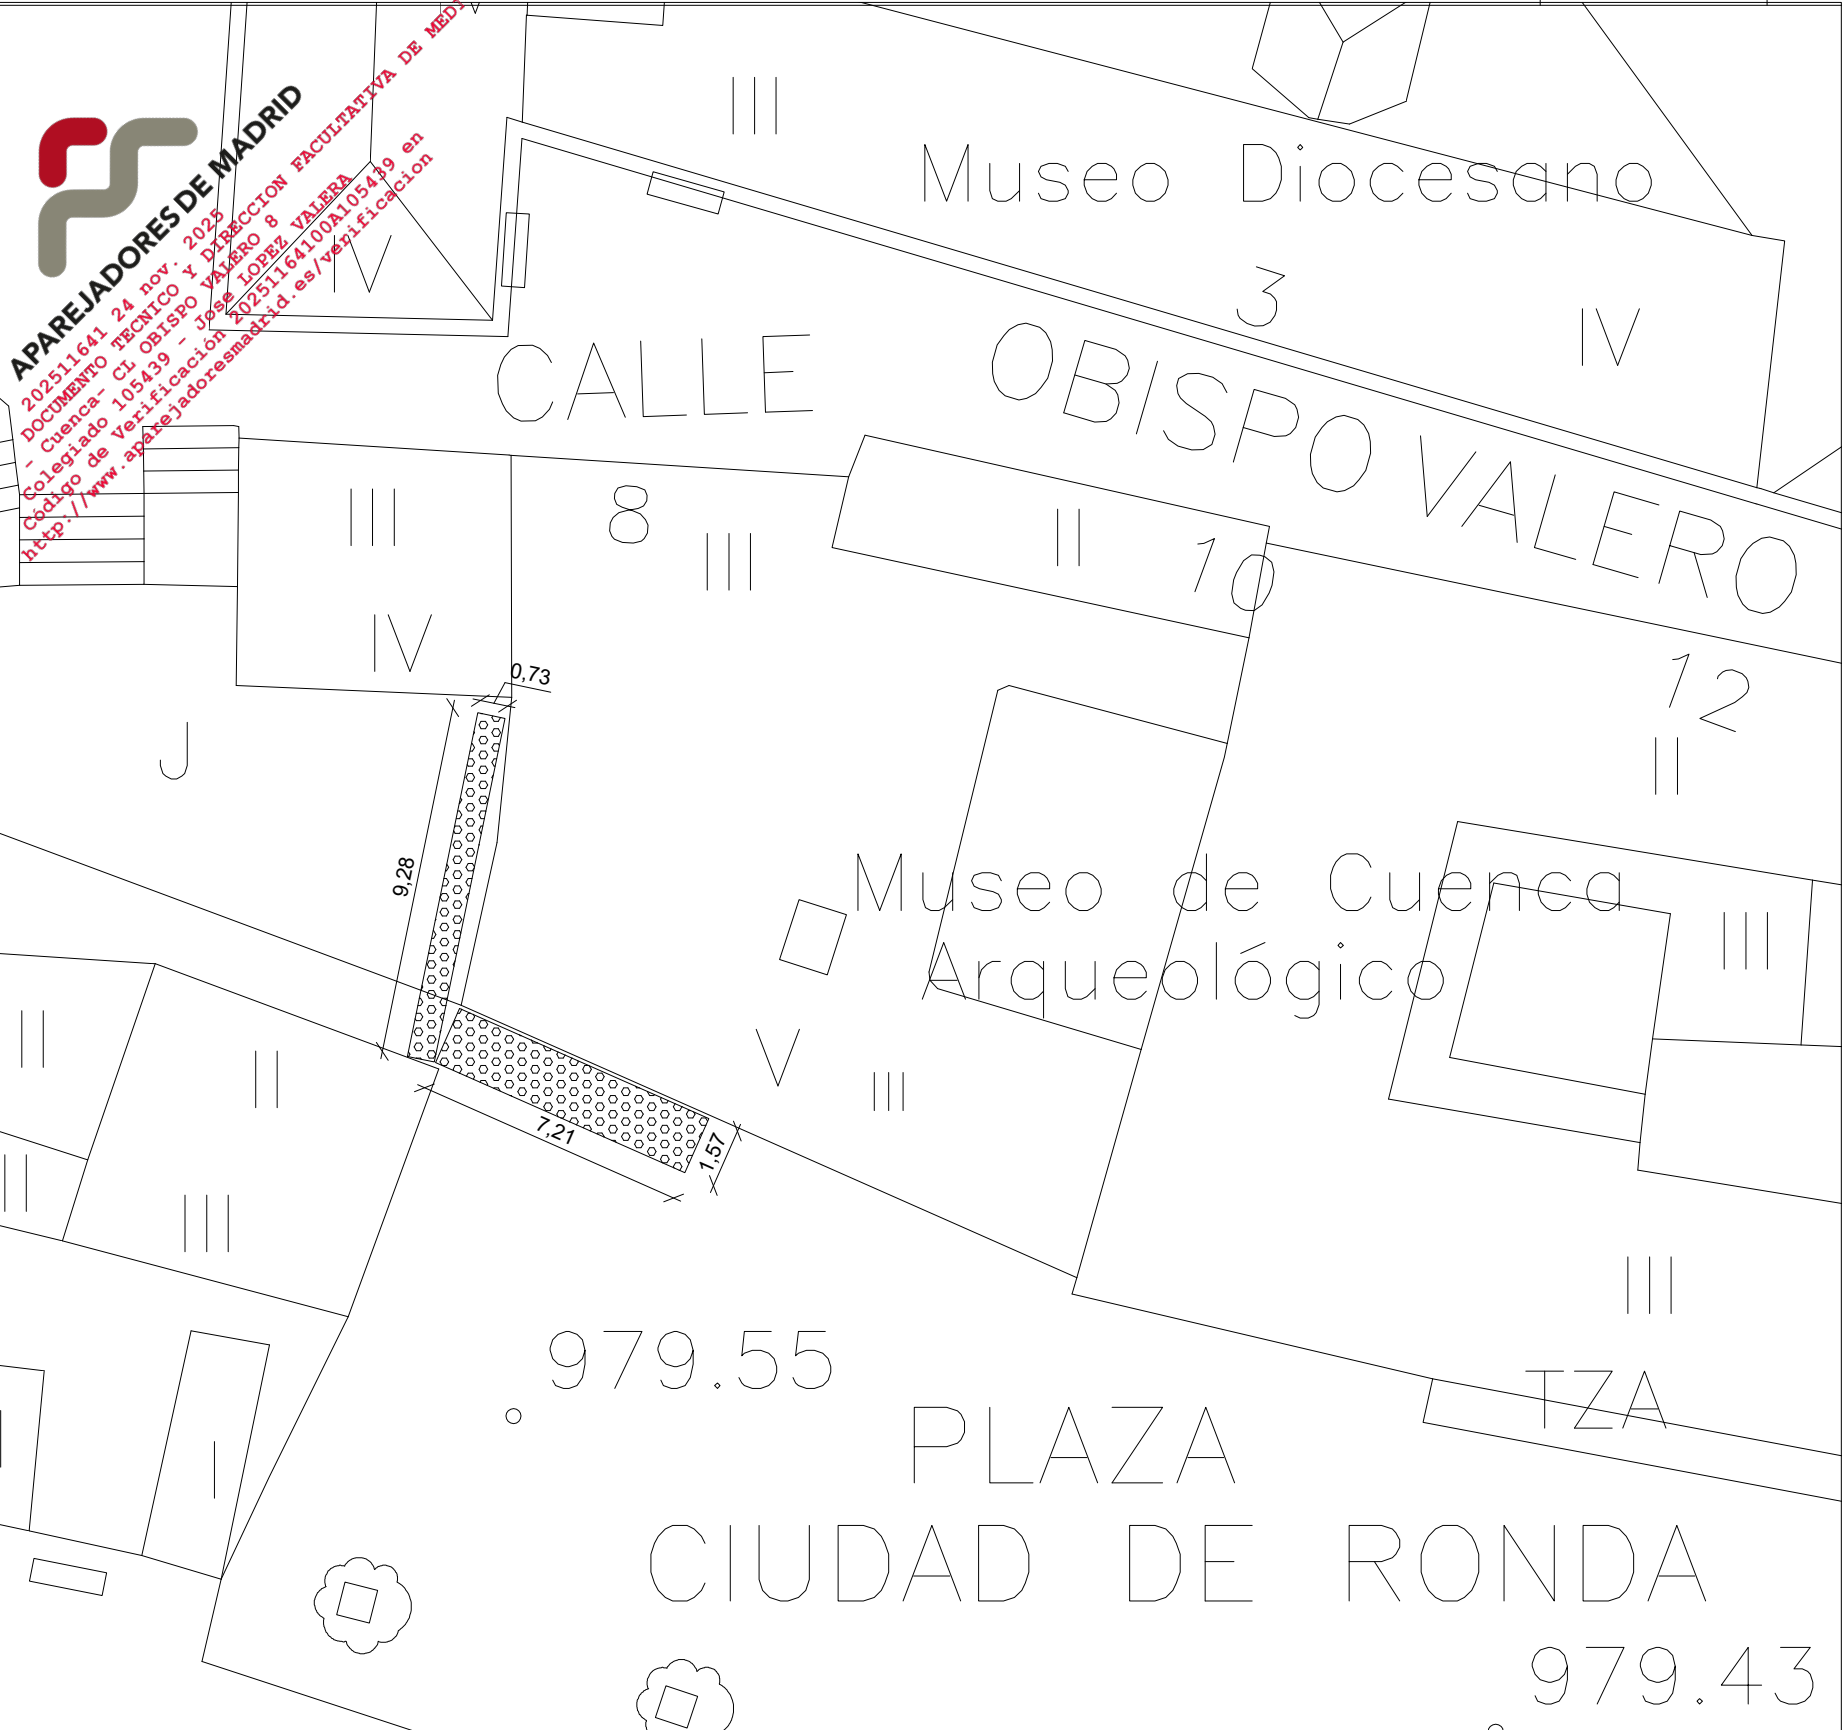 APAREJADORES DE MADRID
202511641 24 nov. 2025
DOCUMENTO TECNICO Y DIRECCION FACULTATIVA DE MEDI
- Cuenca- CL OBISPO VALERO 8
Colegiado 105439 - Jose LOPEZ VALERA
Código de Verificación 202511641O0A105439 en
http://www.aparejadoresmadrid.es/verificacion
III
Museo Diocesano
3
IV
IV
CALLE OBISPO VALERO
III
8
III
II
10
IV
12
II
0,73
J
9,28
Museo de Cuenca
Arqueológico
III
II
II
V
III
7,21
1,57
II
III
III
979.55
TZA
PLAZA
I
CIUDAD DE RONDA
979.43